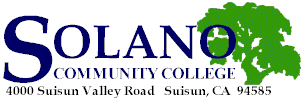 SOLANO
COMMUNITY COLLEGE
4000 Suisun Valley Road Suisun, CA 94585